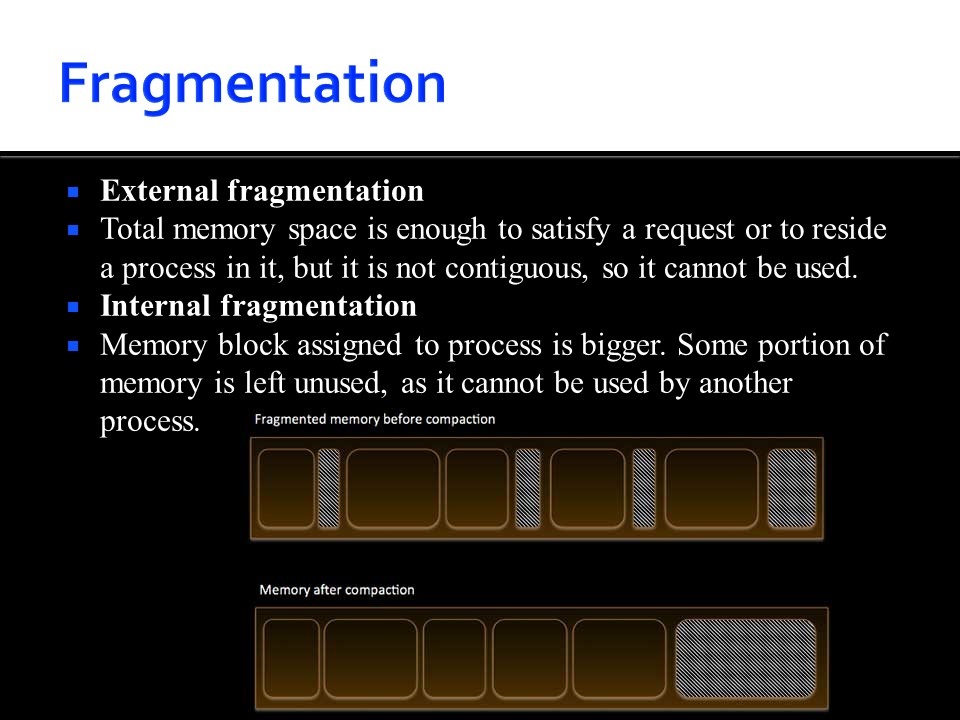 Fragmentation
External fragmentation
Total memory space is enough to satisfy a request or to reside
a process in it, but it is not contiguous, so it cannot be used.
Internal fragmentation
Memory block assigned to process is bigger. Some portion of
memory is left unused, as it cannot be used by another
process.
Fragmented memory before compaction
Memory after compaction